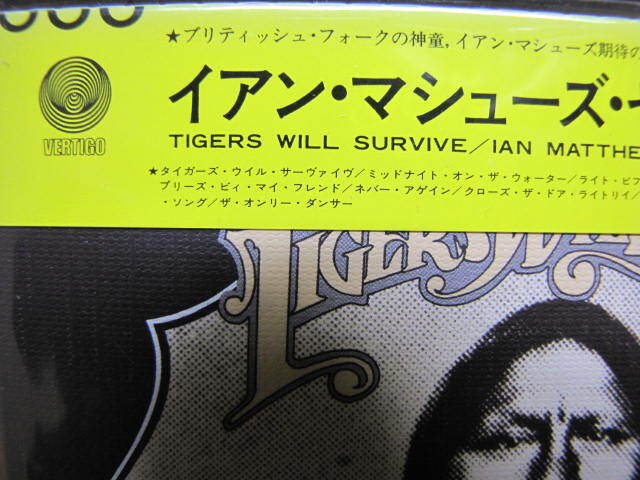 ★ブリティッシュ・フォークの神童,イアン・マシューズ期待の
イアン・マシューズ・
VERTIGO
TIGERS WILL SURVIVE/IAN MATTHE
★タイガーズ・ウイル・サーヴァイヴ/ミッドナイト・オン・ザ・ウォーター/ライト・ビフ
プリーズ・ビィ・マイ・フレンド/ネバー・アゲイン/クローズ・ザ・ドア・ライトリイ/
・ソング/ザ・オンリー・ダンサー
TIGERS WI